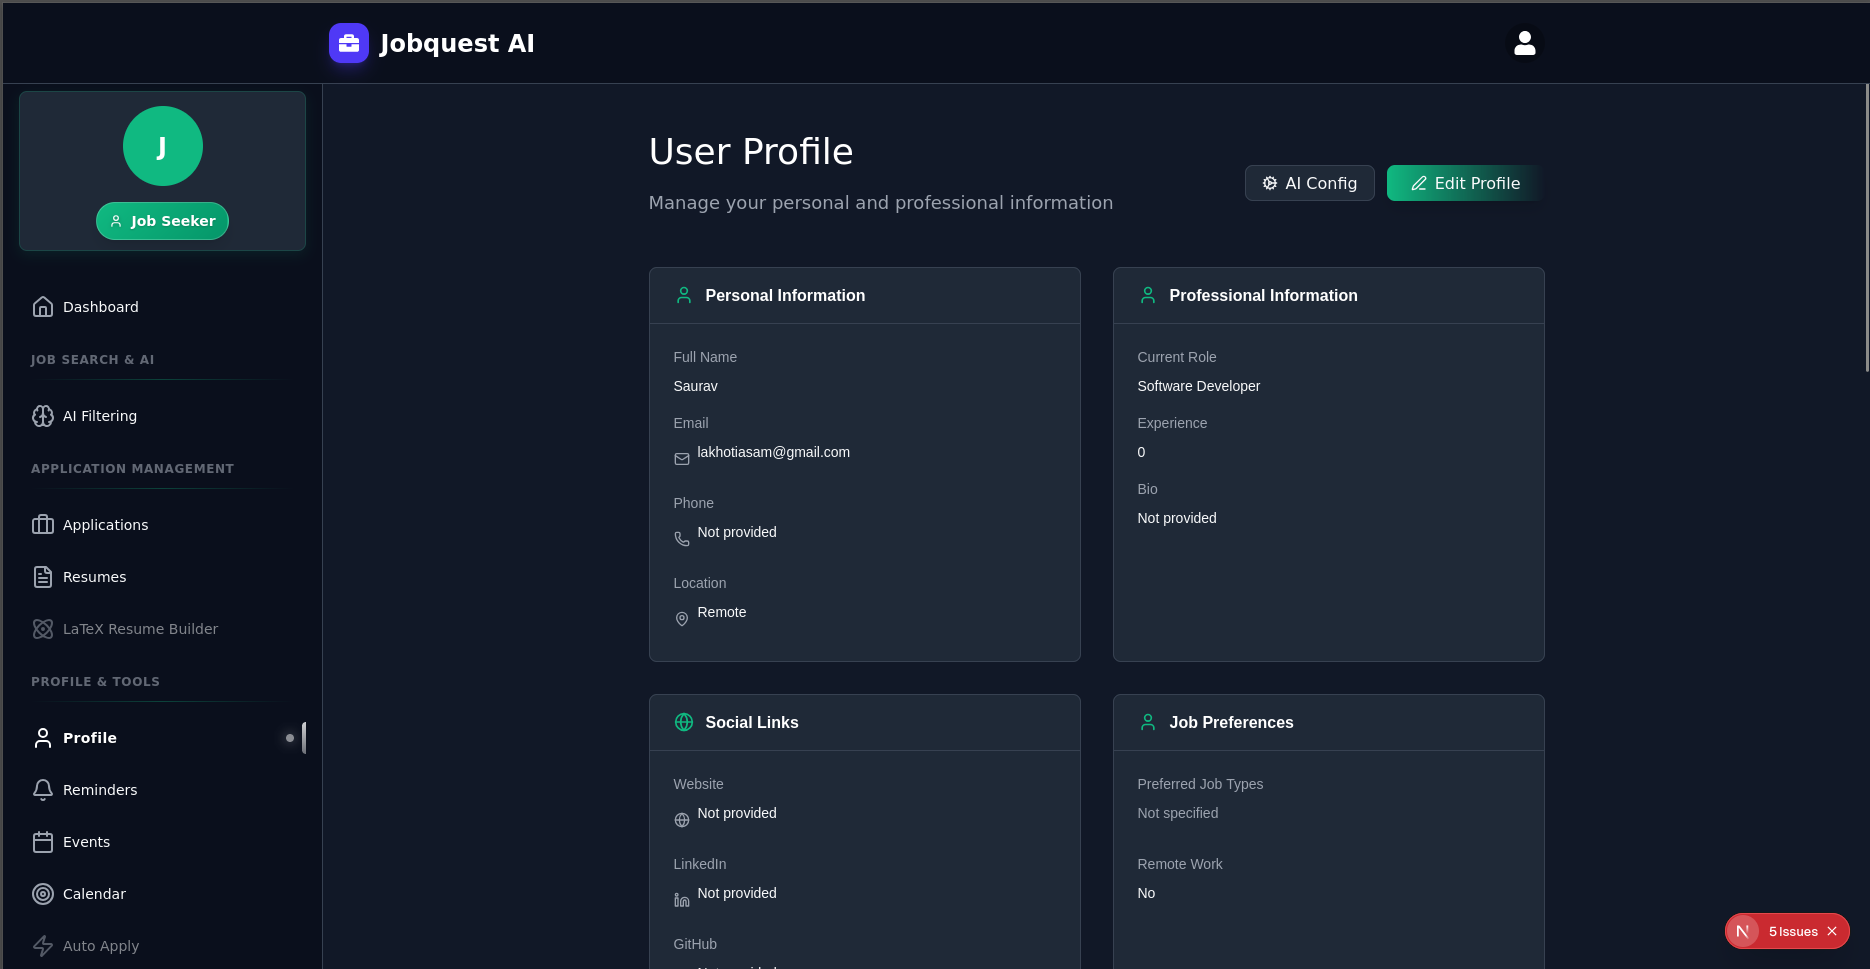 Jobquest AI
J
Job Seeker
Dashboard
JOB SEARCH & AI
AI Filtering
APPLICATION MANAGEMENT
Applications
Resumes
LaTeX Resume Builder
PROFILE & TOOLS
Profile
Reminders
Events
Calendar
Auto Apply
User Profile
Manage your personal and professional information
AI Config
Edit Profile
Personal Information
Full Name
Saurav
Email
lakhotiasam@gmail.com
Phone
Not provided
Location
Remote
Professional Information
Current Role
Software Developer
Experience
0
Bio
Not provided
Social Links
Website
Not provided
LinkedIn
Not provided
GitHub
Job Preferences
Preferred Job Types
Not specified
Remote Work
No
N
5 Issues